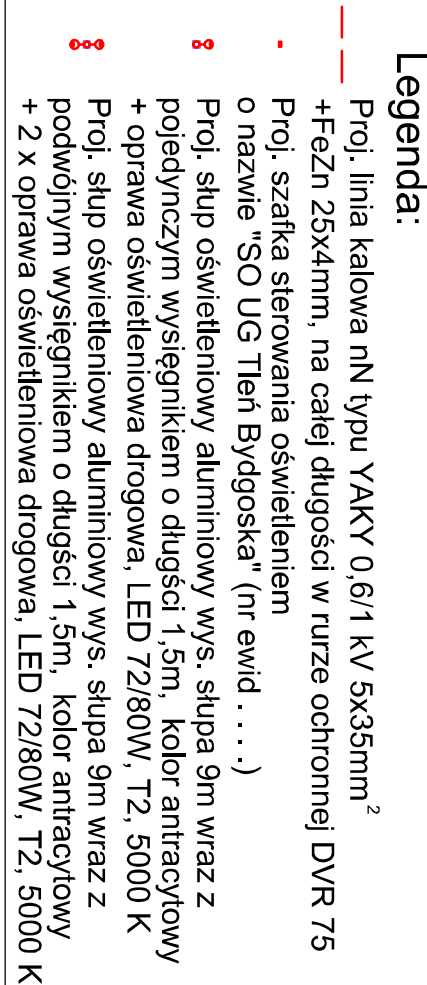 Legenda:
Proj. linia kalowa nN typu YAKY 0,6/1 kV 5x35mm²
+FeZn 25x4mm, na całej długości w rurze ochronnej DVR 75
Proj. szafka sterowania oświetleniem
o nazwie "SO UG Tleń Bydgoska" (nr ewid . . . .)
Proj. słup oświetleniowy aluminiowy wys. słupa 9m wraz z
pojedynczym wysięgnikiem o długści 1,5m, kolor antracytowy
+ oprawa oświetleniowa drogowa, LED 72/80W, T2, 5000 K
Proj. słup oświetleniowy aluminiowy wys. słupa 9m wraz z
podwójnym wysięgnikiem o długści 1,5m, kolor antracytowy
+ 2 x oprawa oświetleniowa drogowa, LED 72/80W, T2, 5000 K